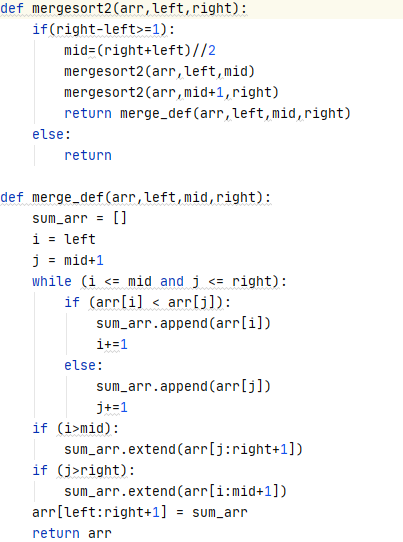 def mergesort2(arr,left,right):
    if(right-left>=1):
        mid=(right+left)//2
        mergesort2(arr,left,mid)
        mergesort2(arr,mid+1,right)
        return merge_def(arr,left,mid,right)
    else:
        return

def merge_def(arr,left,mid,right):
    sum_arr = []
    i = left
    j = mid+1
    while (i <= mid and j <= right):
        if (arr[i] < arr[j]):
            sum_arr.append(arr[i])
            i+=1
        else:
            sum_arr.append(arr[j])
            j+=1
    if (i>mid):
        sum_arr.extend(arr[j:right+1])
    if (j>right):
        sum_arr.extend(arr[i:mid+1])
    arr[left:right+1] = sum_arr
    return arr